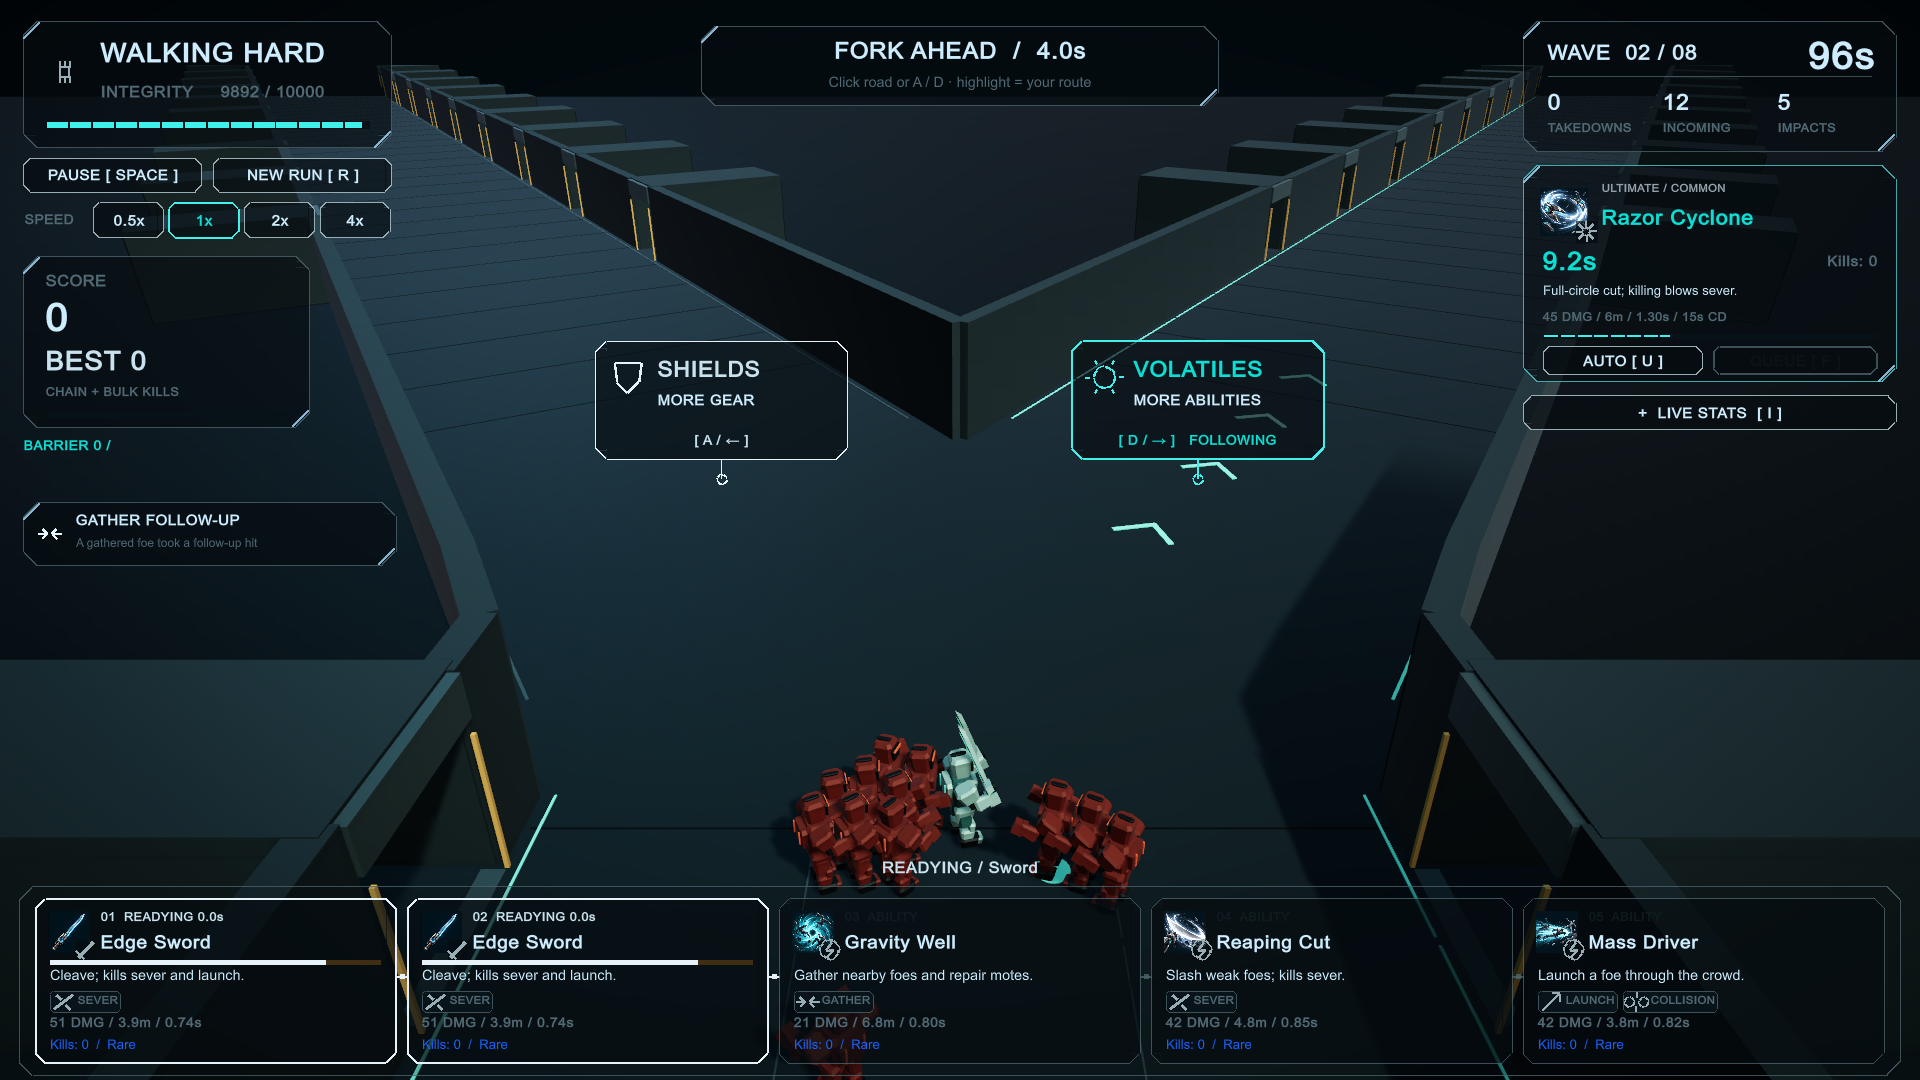 WALKING HARD
INTEGRITY 9892 / 10000
PAUSE [ SPACE ]
NEW RUN [ R ]
SPEED 0.5x 1x 2x 4x
SCORE
0
BEST 0
CHAIN + BULK KILLS
BARRIER 0 /
GATHER FOLLOW-UP
A gathered foe took a follow-up hit
FORK AHEAD / 4.0s
Click road or A / D · highlight = your route
SHIELDS
MORE GEAR
[ A / ← ]
VOLATILES
MORE ABILITIES
[ D / → ] FOLLOWING
WAVE 02 / 08
96s
0 12 5
TAKEDOWNS INCOMING IMPACTS
ULTIMATE / COMMON
Razor Cyclone
9.2s
Kills: 0
Full-circle cut; killing blows sever.
45 DMG / 6m / 1.30s / 15s CD
AUTO [ U ]
QUEUE [ F ]
+ LIVE STATS [ I ]
READYING / Sword
01 READYING 0.0s
Edge Sword
Cleave; kills sever and launch.
SEVER
51 DMG / 3.9m / 0.74s
Kills: 0 / Rare
02 READYING 0.0s
Edge Sword
Cleave; kills sever and launch.
SEVER
51 DMG / 3.9m / 0.74s
Kills: 0 / Rare
03 ABILITY
Gravity Well
Gather nearby foes and repair motes.
GATHER
21 DMG / 6.8m / 0.80s
Kills: 0 / Rare
04 ABILITY
Reaping Cut
Slash weak foes; kills sever.
SEVER
42 DMG / 4.8m / 0.85s
Kills: 0 / Rare
05 ABILITY
Mass Driver
Launch a foe through the crowd.
LAUNCH COLLISION
42 DMG / 3.8m / 0.82s
Kills: 0 / Rare